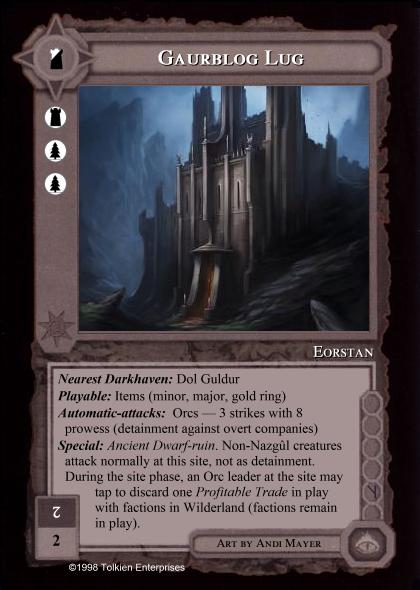 Gaurblog Lug
Eorstan
Nearest Darkhaven: Dol Guldur
Playable: Items (minor, major, gold ring)
Automatic-attacks: Orcs — 3 strikes with 8
prowess (detainment against overt companies)
Special: Ancient Dwarf-ruin. Non-Nazgûl creatures
attack normally at this site, not as detainment.
During the site phase, an Orc leader at the site may
tap to discard one Profitable Trade in play
with factions in Wilderland (factions remain
in play).
2
2
Art by Andi Mayer
©1998 Tolkien Enterprises